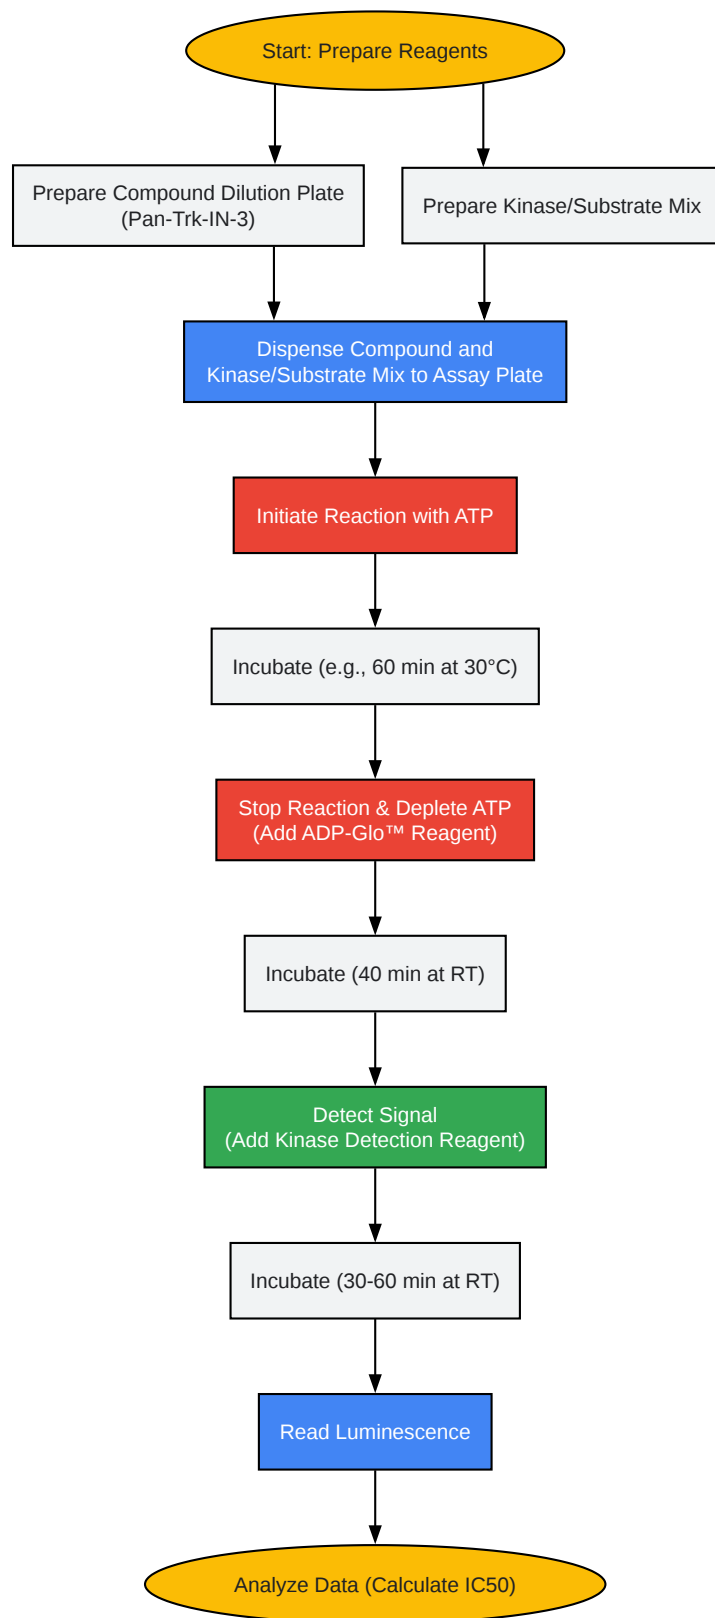 Start: Prepare Reagents
Prepare Compound Dilution Plate
(Pan-Trk-IN-3)
Prepare Kinase/Substrate Mix
Dispense Compound and
Kinase/Substrate Mix to Assay Plate
Initiate Reaction with ATP
Incubate (e.g., 60 min at 30°C)
Stop Reaction & Deplete ATP
(Add ADP-Glo™ Reagent)
Incubate (40 min at RT)
Detect Signal
(Add Kinase Detection Reagent)
Incubate (30-60 min at RT)
Read Luminescence
Analyze Data (Calculate IC50)